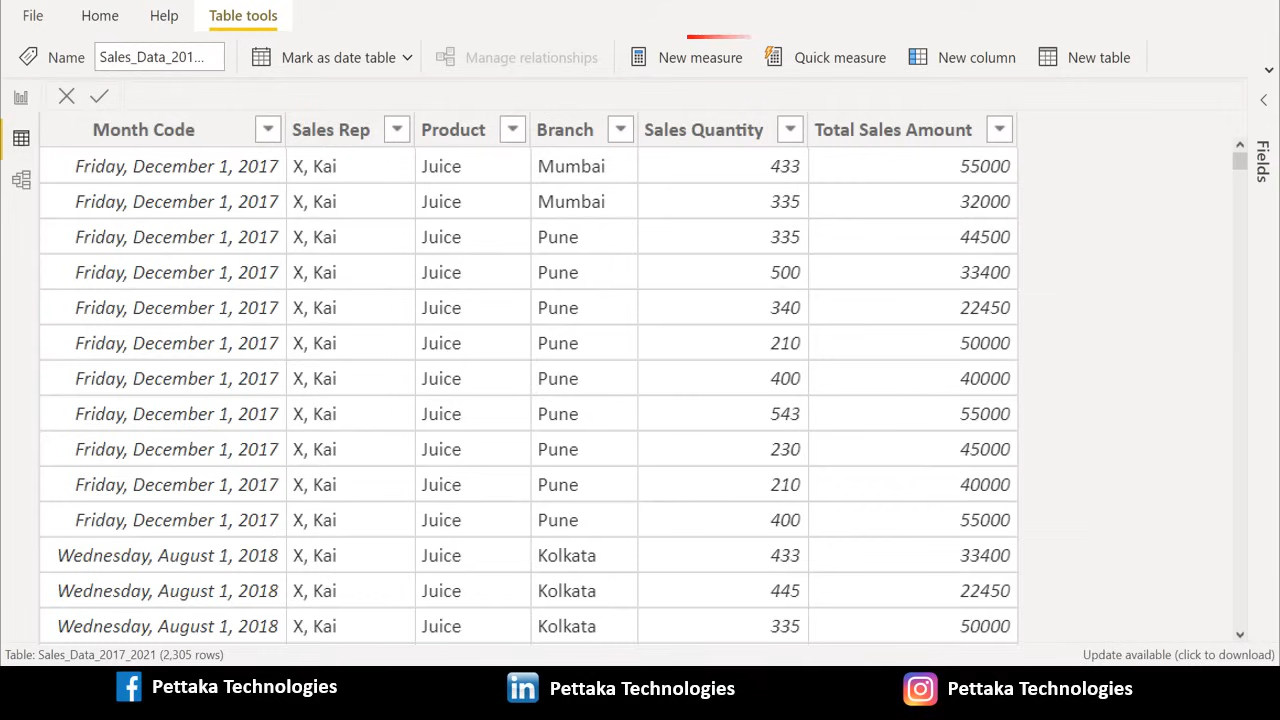 File Home Help Table tools
Name Sales_Data_201... Mark as date table Manage relationships New measure Quick measure New column New table
Month Code Sales Rep Product Branch Sales Quantity Total Sales Amount
Friday, December 1, 2017 X, Kai Juice Mumbai 433 55000
Friday, December 1, 2017 X, Kai Juice Mumbai 335 32000
Friday, December 1, 2017 X, Kai Juice Pune 335 44500
Friday, December 1, 2017 X, Kai Juice Pune 500 33400
Friday, December 1, 2017 X, Kai Juice Pune 340 22450
Friday, December 1, 2017 X, Kai Juice Pune 210 50000
Friday, December 1, 2017 X, Kai Juice Pune 400 40000
Friday, December 1, 2017 X, Kai Juice Pune 543 55000
Friday, December 1, 2017 X, Kai Juice Pune 230 45000
Friday, December 1, 2017 X, Kai Juice Pune 210 40000
Friday, December 1, 2017 X, Kai Juice Pune 400 55000
Wednesday, August 1, 2018 X, Kai Juice Kolkata 433 33400
Wednesday, August 1, 2018 X, Kai Juice Kolkata 445 22450
Wednesday, August 1, 2018 X, Kai Juice Kolkata 335 50000
Fields
Table: Sales_Data_2017_2021 (2,305 rows) Update available (click to download)
Pettaka Technologies Pettaka Technologies Pettaka Technologies